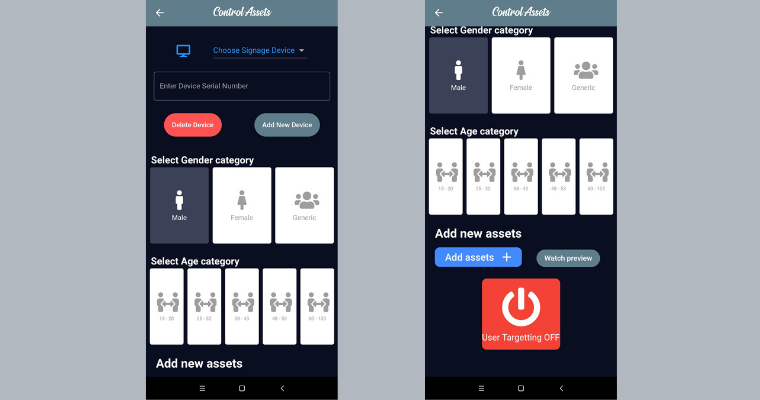 Control Assets
Choose Signage Device
Enter Device Serial Number
Delete Device
Add New Device
Select Gender category
Male Female Generic
Select Age category
15 - 20 25 - 32 38 - 43 48 - 53 60 - 100
Add new assets
Control Assets
Select Gender category
Male Female Generic
Select Age category
15 - 20 25 - 32 38 - 43 48 - 53 60 - 100
Add new assets
Add assets +
Watch preview
User Targetting OFF